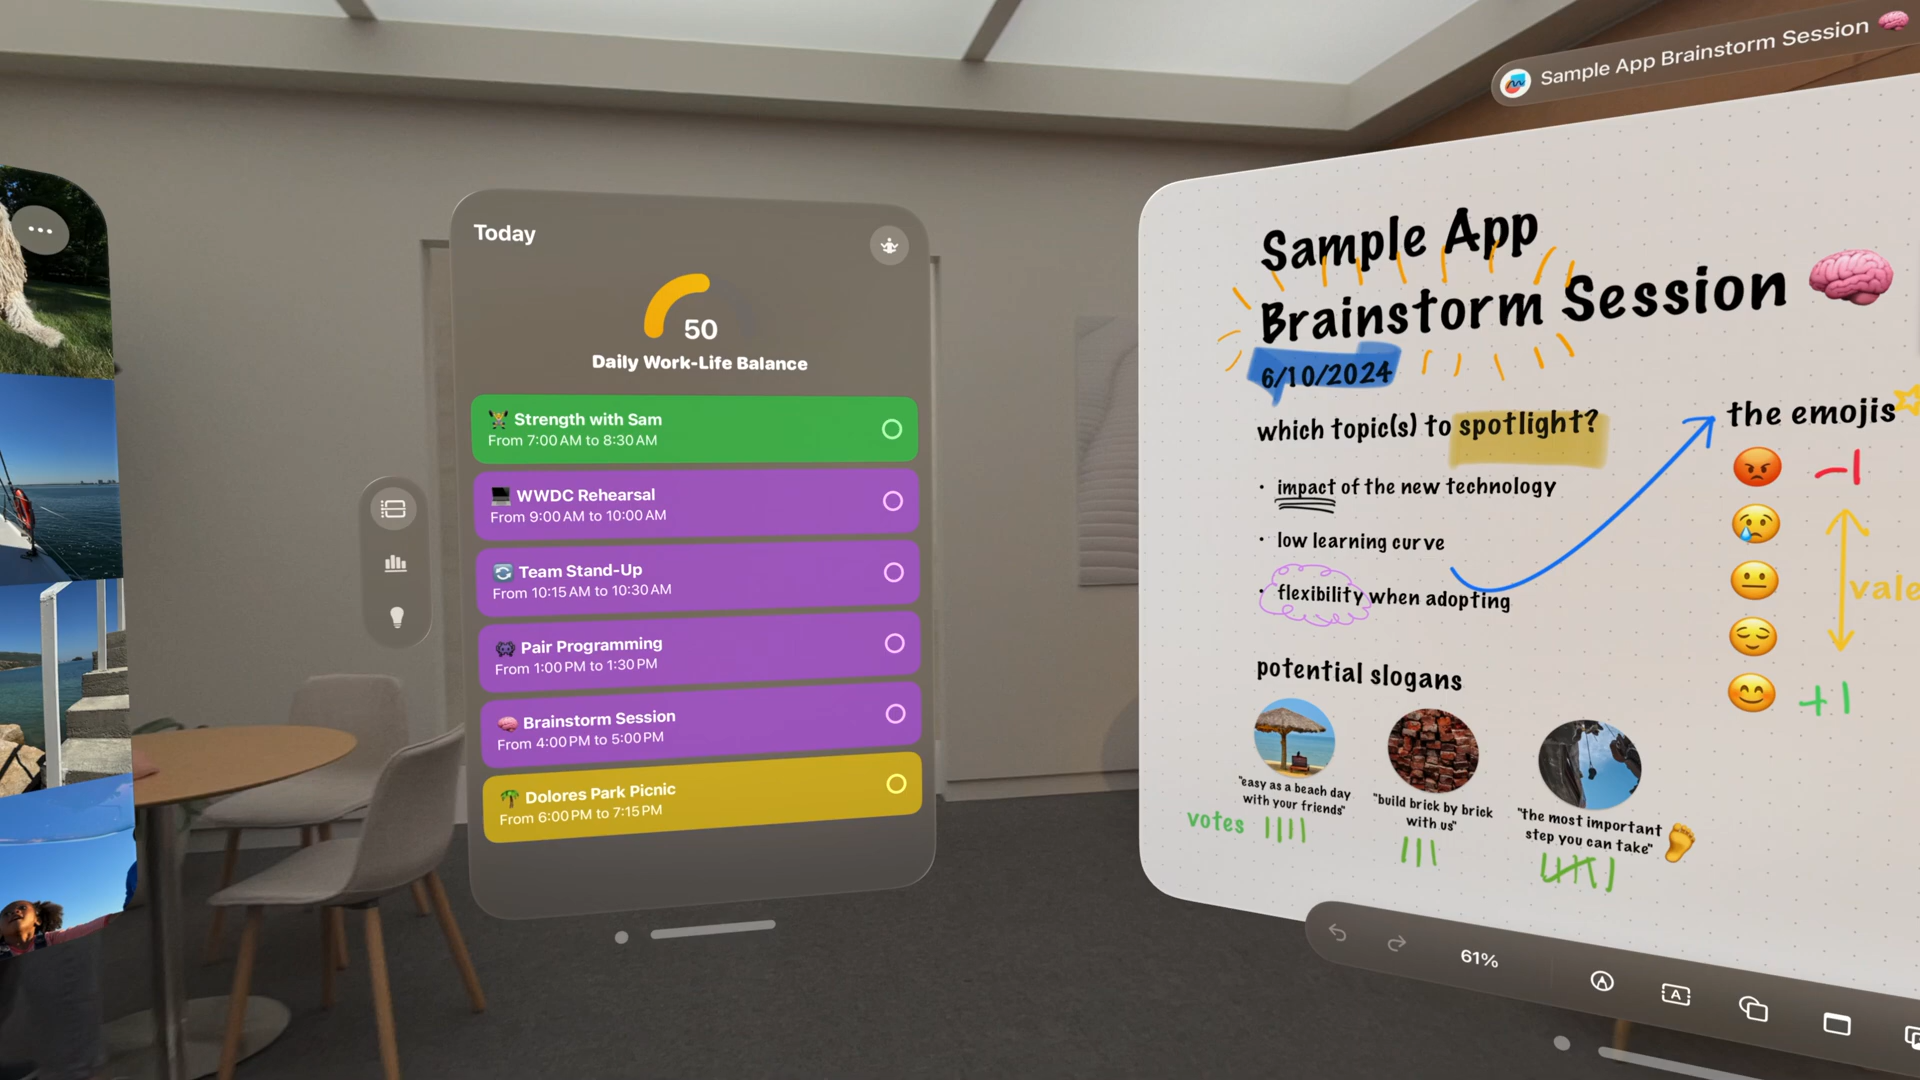 Today
50
Daily Work-Life Balance
Strength with Sam
From 7:00 AM to 8:30 AM
WWDC Rehearsal
From 9:00 AM to 10:00 AM
Team Stand-Up
From 10:15 AM to 10:30 AM
Pair Programming
From 1:00 PM to 1:30 PM
Brainstorm Session
From 4:00 PM to 5:00 PM
Dolores Park Picnic
From 6:00 PM to 7:15 PM
Sample App Brainstorm Session
Sample App
Brainstorm Session
6/10/2024
which topic(s) to spotlight?
• impact of the new technology
• low learning curve
• flexibility when adopting
the emojis
-1
vale
+1
potential slogans
"easy as a beach day
with your friends"
"build brick by brick
with us"
"the most important
step you can take"
votes
61%
A